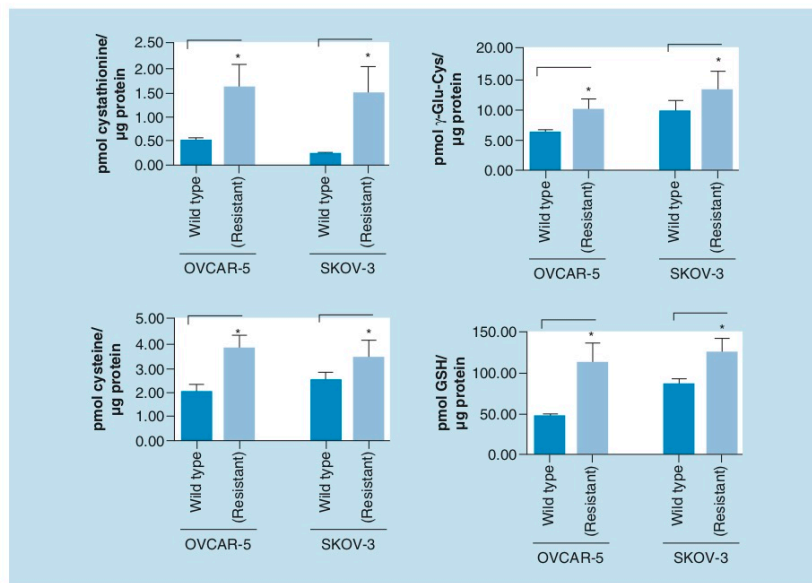 pmol cystathionine/
µg protein
2.50
2.00
1.50
1.00
0.50
0.00
*
*
Wild type
(Resistant)
Wild type
(Resistant)
OVCAR-5
SKOV-3
pmol γ-Glu-Cys/
µg protein
20.00
15.00
10.00
5.00
0.00
*
*
Wild type
(Resistant)
Wild type
(Resistant)
OVCAR-5
SKOV-3
pmol cysteine/
µg protein
5.00
4.00
3.00
2.00
1.00
0.00
*
*
Wild type
(Resistant)
Wild type
(Resistant)
OVCAR-5
SKOV-3
pmol GSH/
µg protein
150.00
100.00
50.00
0.00
*
*
Wild type
(Resistant)
Wild type
(Resistant)
OVCAR-5
SKOV-3